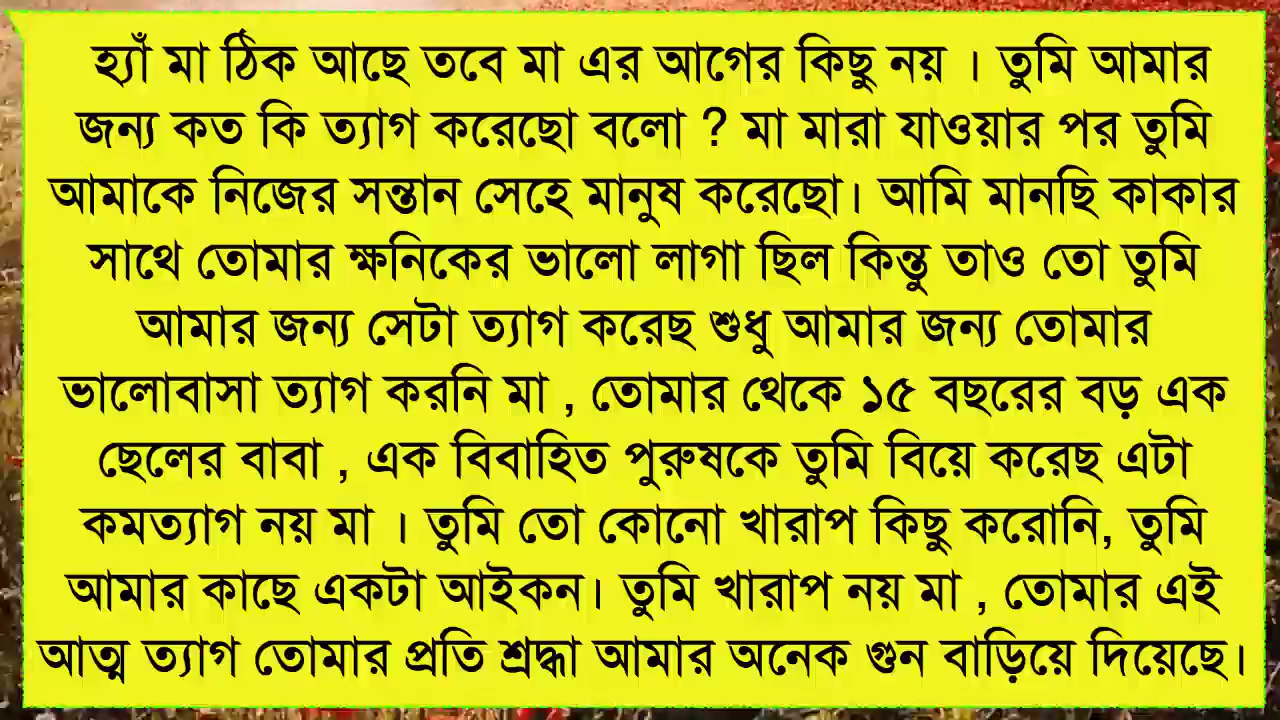 হ্যাঁ মা ঠিক আছে তবে মা এর আগের কিছু নয় । তুমি আমার
জন্য কত কি ত্যাগ করেছো বলো ? মা মারা যাওয়ার পর তুমি
আমাকে নিজের সন্তান সেহে মানুষ করেছো। আমি মানছি কাকার
সাথে তোমার ক্ষনিকের ভালো লাগা ছিল কিন্তু তাও তো তুমি
আমার জন্য সেটা ত্যাগ করেছ শুধু আমার জন্য তোমার
ভালোবাসা ত্যাগ করনি মা , তোমার থেকে ১৫ বছরের বড় এক
ছেলের বাবা , এক বিবাহিত পুরুষকে তুমি বিয়ে করেছ এটা
কমত্যাগ নয় মা । তুমি তো কোনো খারাপ কিছু করোনি, তুমি
আমার কাছে একটা আইকন। তুমি খারাপ নয় মা , তোমার এই
আত্ম ত্যাগ তোমার প্রতি শ্রদ্ধা আমার অনেক গুন বাড়িয়ে দিয়েছে।